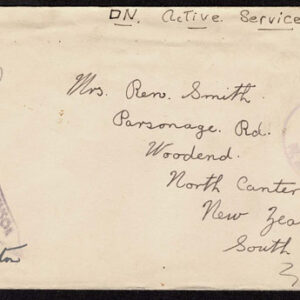 ON. Active Service
Mrs. Rev. Smith.
Parsonage. Rd.
Woodend.
North Canter
New Zea
South